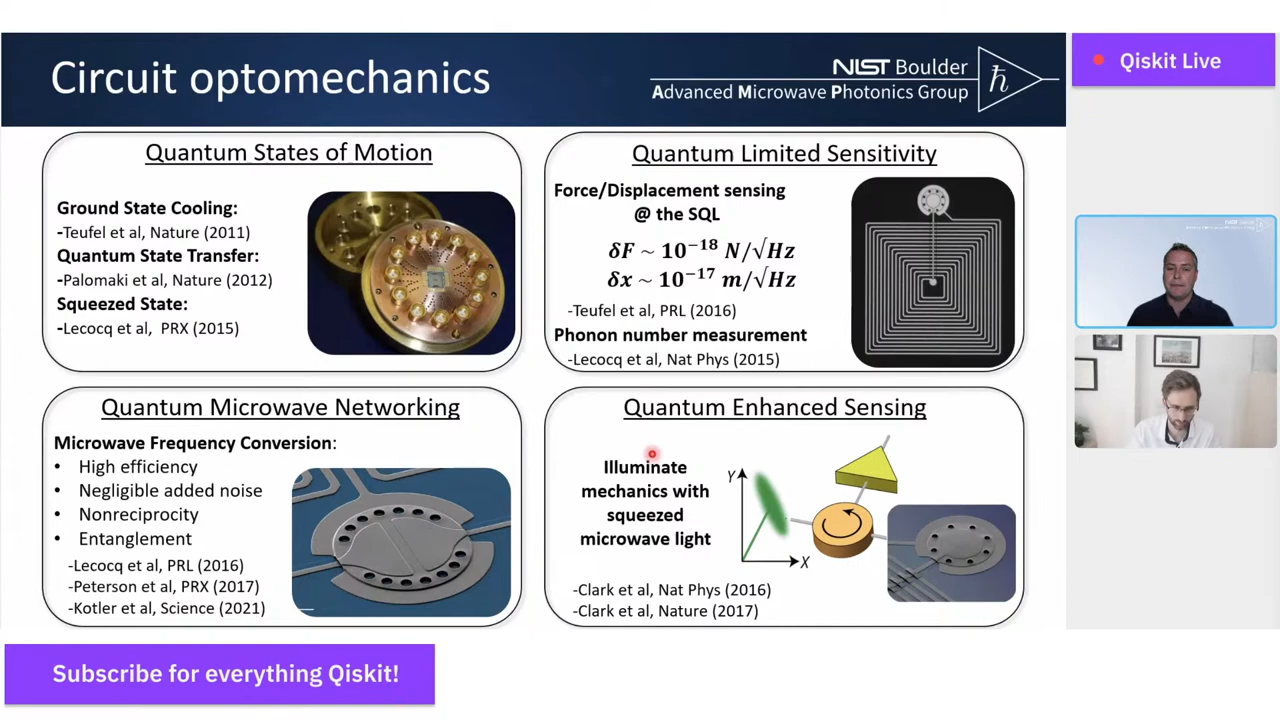 Circuit optomechanics
NIST Boulder
Advanced Microwave Photonics Group
ħ
Qiskit Live
Quantum States of Motion
Ground State Cooling:
-Teufel et al, Nature (2011)
Quantum State Transfer:
-Palomaki et al, Nature (2012)
Squeezed State:
-Lecocq et al, PRX (2015)
Quantum Limited Sensitivity
Force/Displacement sensing
@ the SQL
δF ~ 10⁻¹⁸ N/√Hz
δx ~ 10⁻¹⁷ m/√Hz
-Teufel et al, PRL (2016)
Phonon number measurement
-Lecocq et al, Nat Phys (2015)
Quantum Microwave Networking
Microwave Frequency Conversion:
• High efficiency
• Negligible added noise
• Nonreciprocity
• Entanglement
-Lecocq et al, PRL (2016)
-Peterson et al, PRX (2017)
-Kotler et al, Science (2021)
Quantum Enhanced Sensing
Illuminate
mechanics with
squeezed
microwave light
Y
X
-Clark et al, Nat Phys (2016)
-Clark et al, Nature (2017)
Subscribe for everything Qiskit!